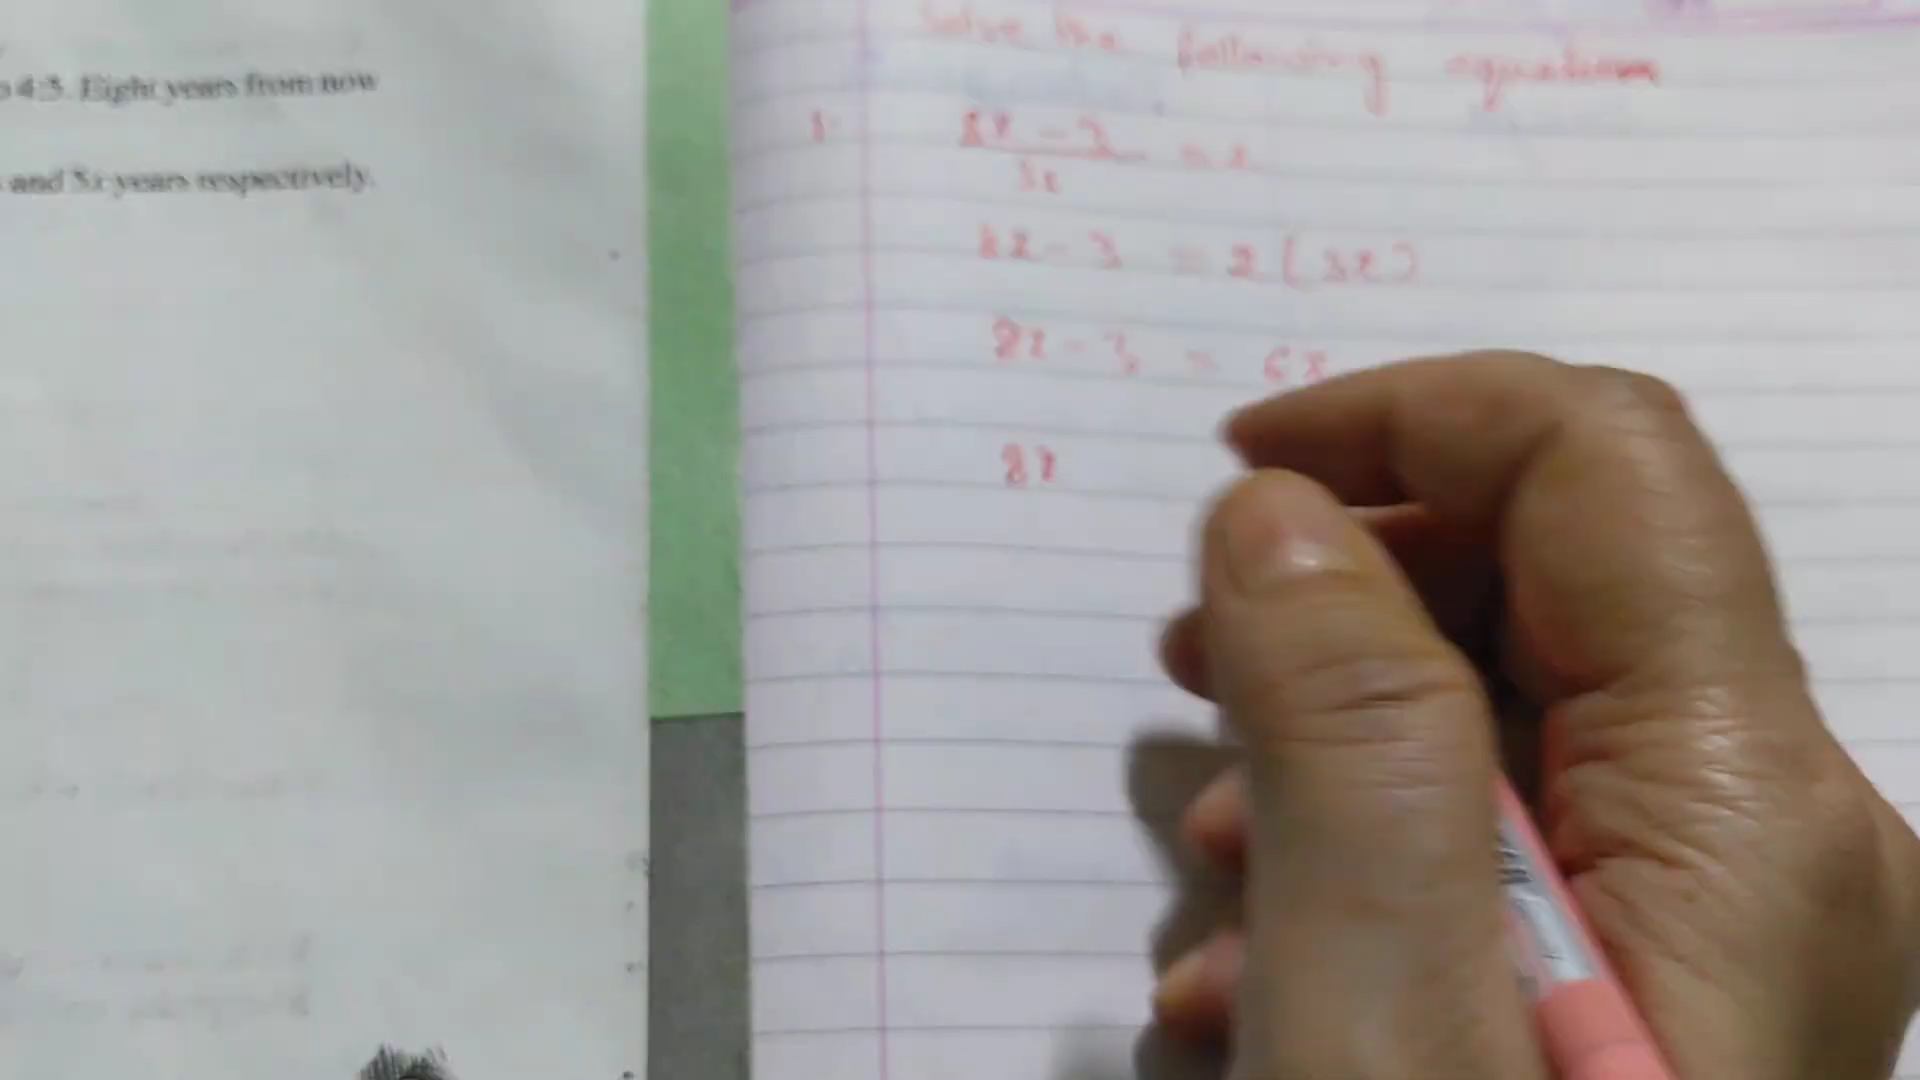 4:5. Eight years from now
and 5x years respectively.
Solve the following equations
1. 8x - 3 / 3x = 2
8x - 3 = 2 ( 3x )
8x - 3 = 6x
8x